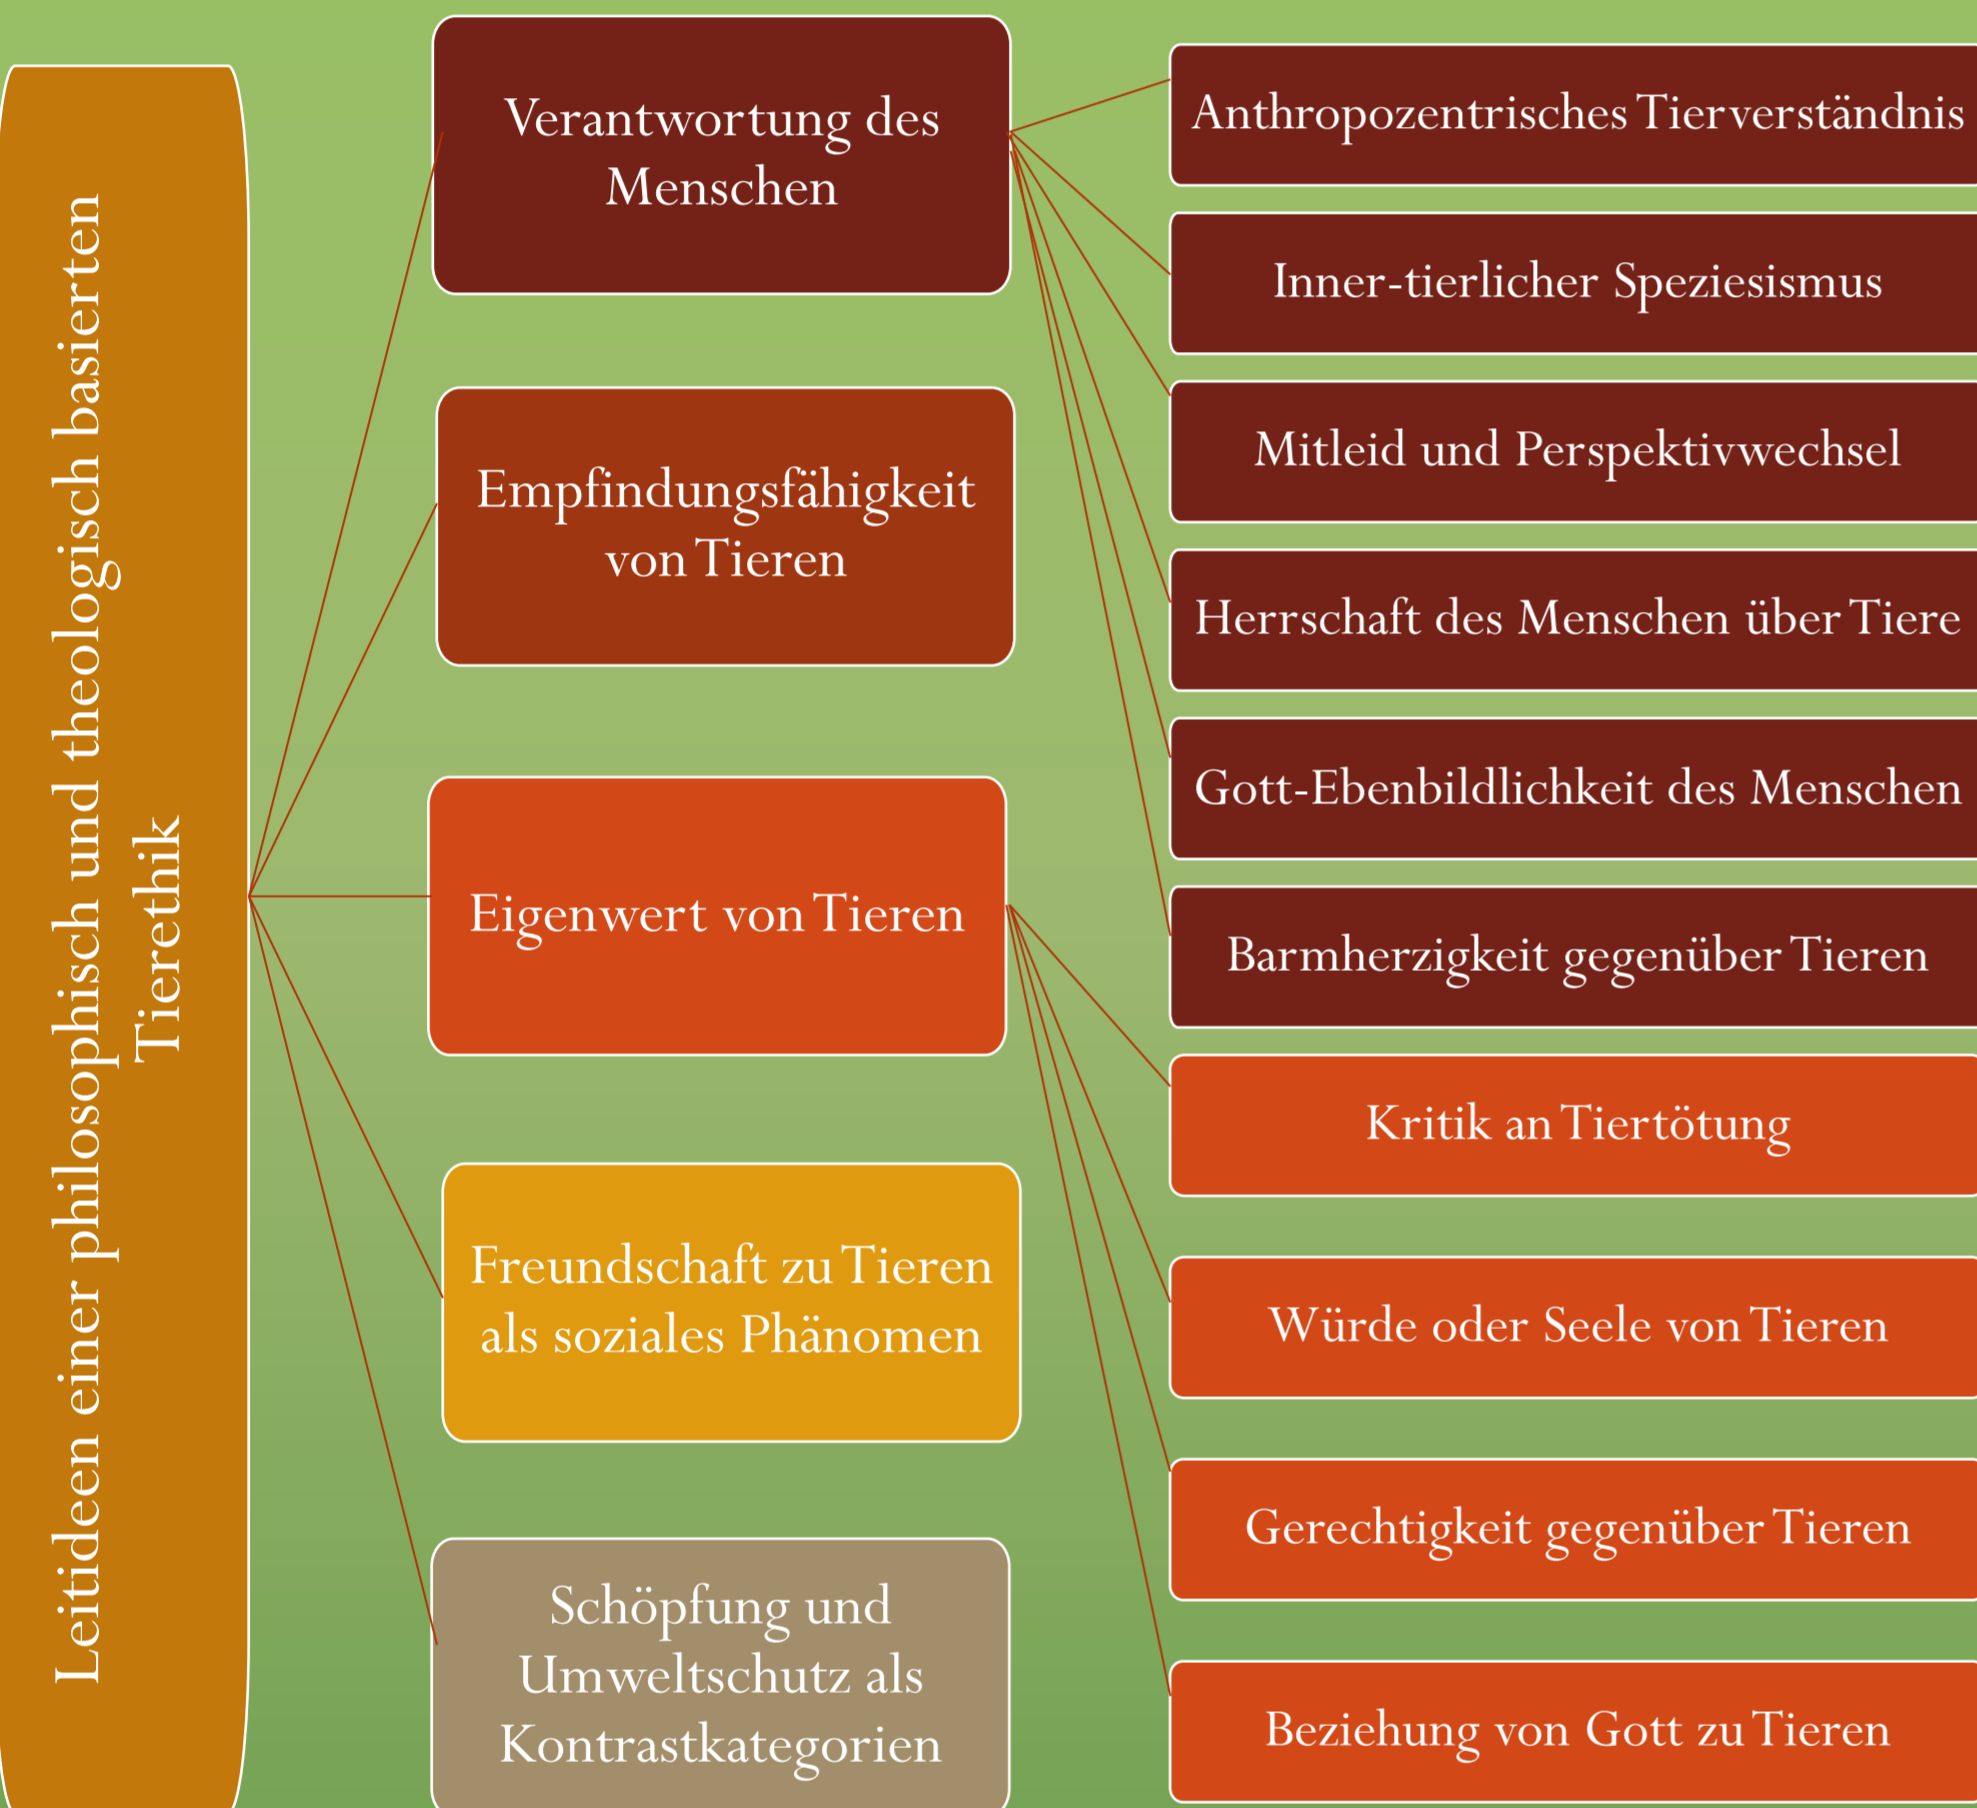 Leitideen einer philosophisch und theologisch basierten
Tierethik
Verantwortung des
Menschen
Empfindungsfähigkeit
von Tieren
Eigenwert von Tieren
Freundschaft zu Tieren
als soziales Phänomen
Schöpfung und
Umweltschutz als
Kontrastkategorien
Anthropozentrisches Tierverständnis
Inner-tierlicher Speziesismus
Mitleid und Perspektivwechsel
Herrschaft des Menschen über Tiere
Gott-Ebenbildlichkeit des Menschen
Barmherzigkeit gegenüber Tieren
Kritik an Tiertötung
Würde oder Seele von Tieren
Gerechtigkeit gegenüber Tieren
Beziehung von Gott zu Tieren